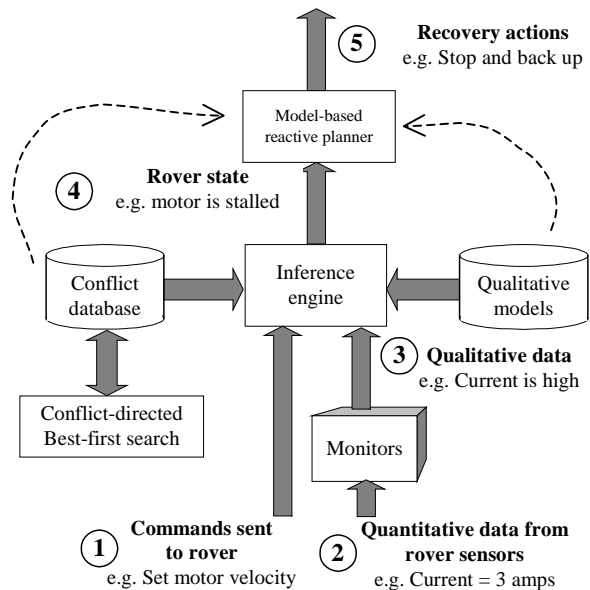 5
Recovery actions
e.g. Stop and back up
Model-based
reactive planner
4
Rover state
e.g. motor is stalled
Conflict
database
Inference
engine
Qualitative
models
3
Qualitative data
e.g. Current is high
Conflict-directed
Best-first search
Monitors
1
Commands sent
to rover
e.g. Set motor velocity
2
Quantitative data from
rover sensors
e.g. Current = 3 amps